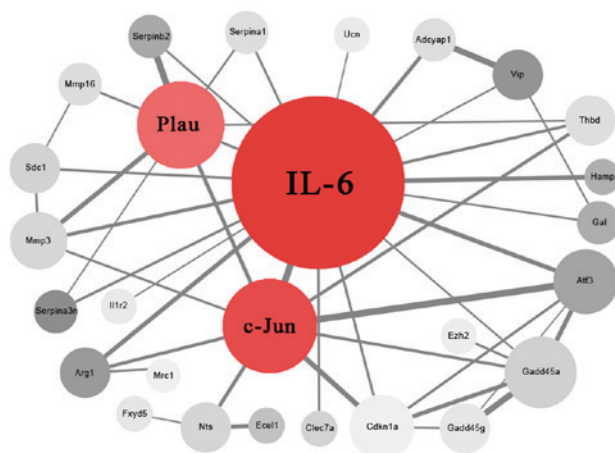 Serpinb2
Serpina1
Ucn
Adcyap1
Vip
Mmp16
Plau
Thbd
IL-6
Sdc1
Hamp
Gal
Mmp3
Atf3
Serpina3n
Il1r2
c-Jun
Ezh2
Arg1
Mrc1
Gadd45a
Fxyd5
Nts
Ecel1
Clec7a
Cdkn1a
Gadd45g